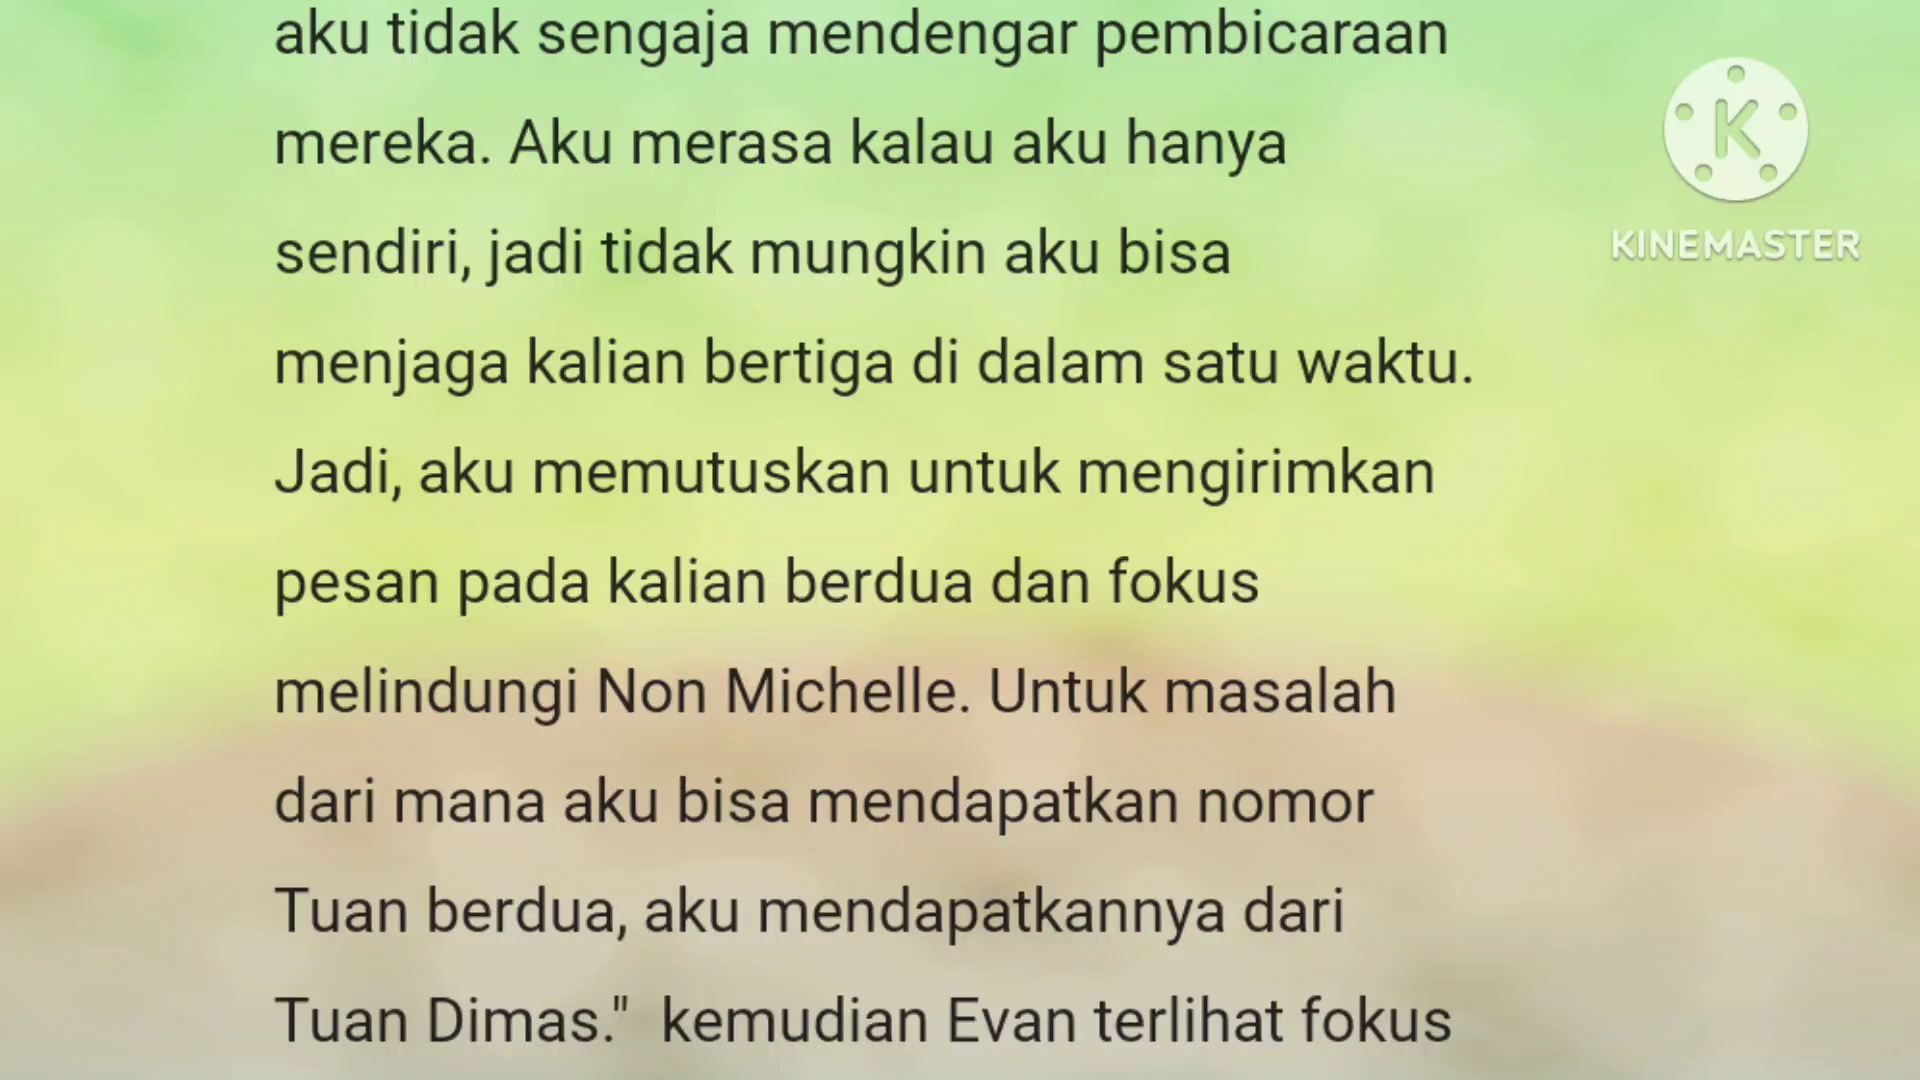 aku tidak sengaja mendengar pembicaraan
mereka. Aku merasa kalau aku hanya
sendiri, jadi tidak mungkin aku bisa
menjaga kalian bertiga di dalam satu waktu.
Jadi, aku memutuskan untuk mengirimkan
pesan pada kalian berdua dan fokus
melindungi Non Michelle. Untuk masalah
dari mana aku bisa mendapatkan nomor
Tuan berdua, aku mendapatkannya dari
Tuan Dimas."  kemudian Evan terlihat fokus
K
KINEMASTER